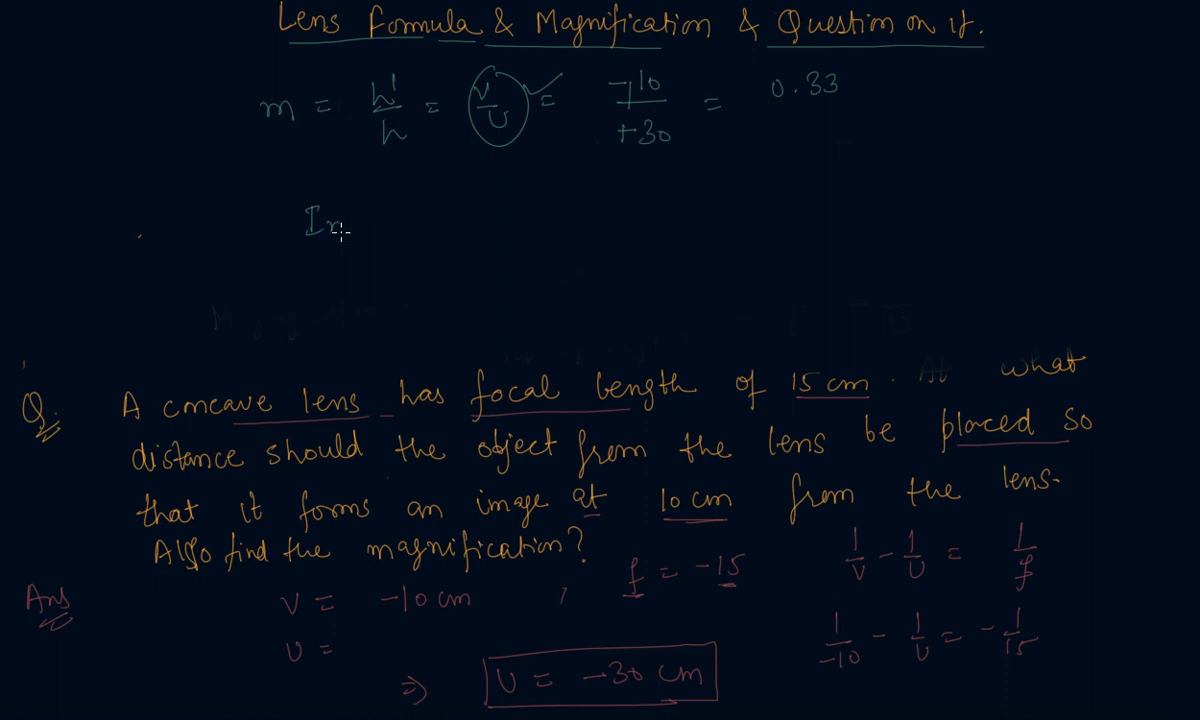 Lens Formula & Magnification & Question on it.
m = h'/h = v/u = -10/+30 = 0.33
Q. A concave lens has focal length of 15 cm. At what
distance should the object from the lens be placed so
that it forms an image at 10 cm from the lens.
Also find the magnification?
Ans v = -10 cm , f = -15 1/v - 1/u = 1/f
u = 1/-10 - 1/u = -1/15
⇒ u = -30 cm